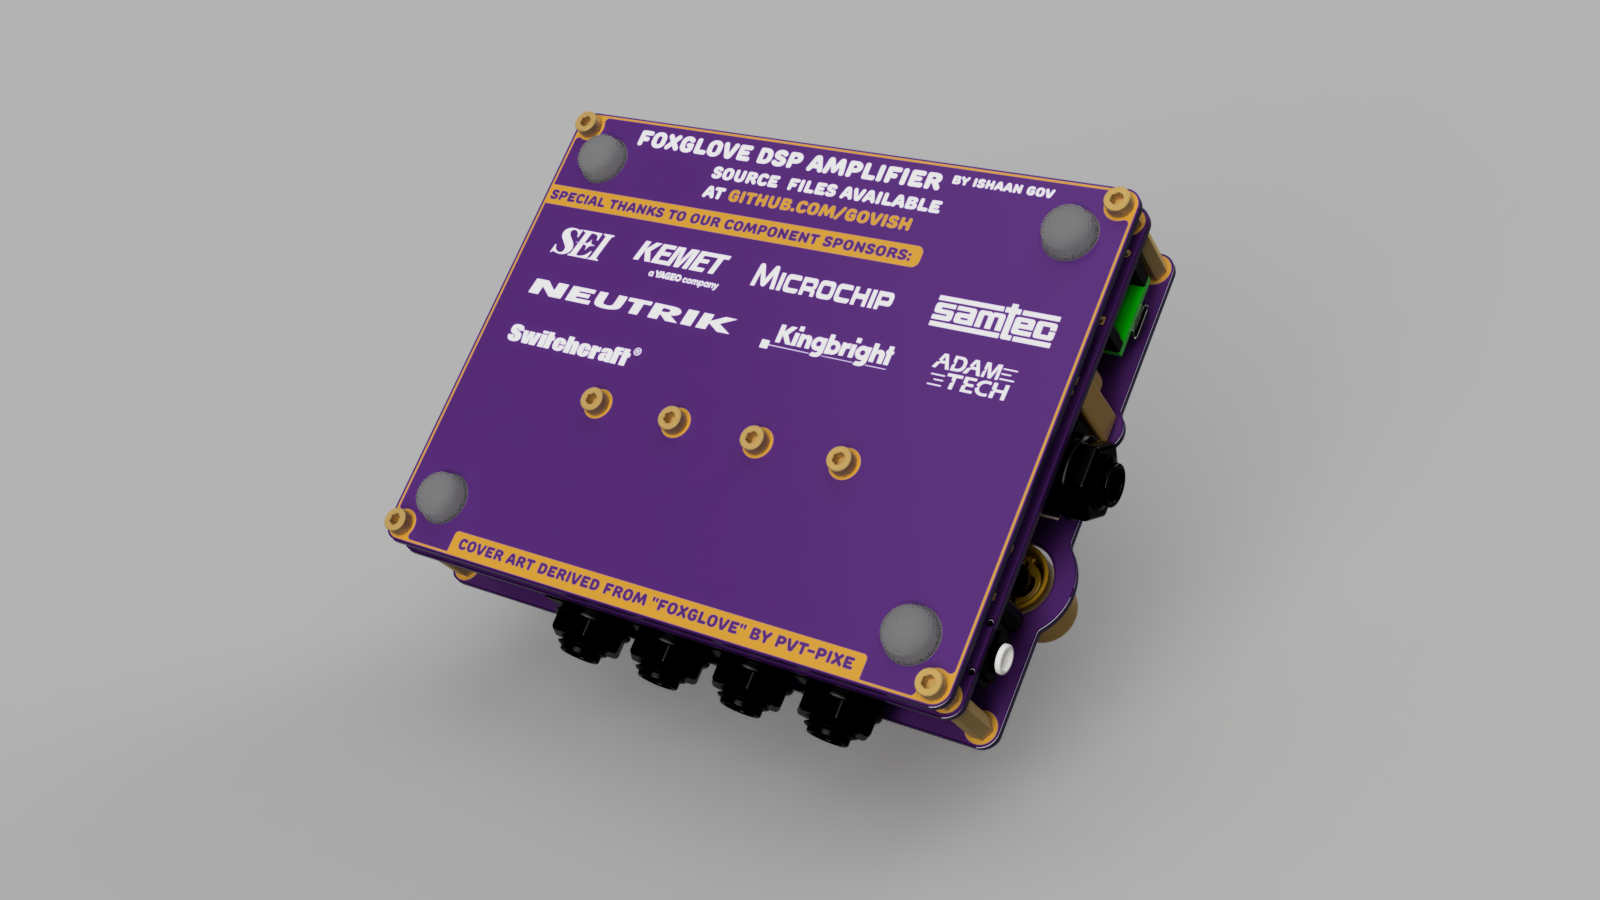 FOXGLOVE DSP AMPLIFIER BY ISHAAN GOV
SOURCE FILES AVAILABLE
AT GITHUB.COM/GOVISH
SPECIAL THANKS TO OUR COMPONENT SPONSORS:
SEI
KEMET
a YAGEO company
MICROCHIP
samtec
NEUTRIK
Kingbright
ADAM
TECH
Switchcraft®
COVER ART DERIVED FROM "FOXGLOVE" BY PVT-PIXE